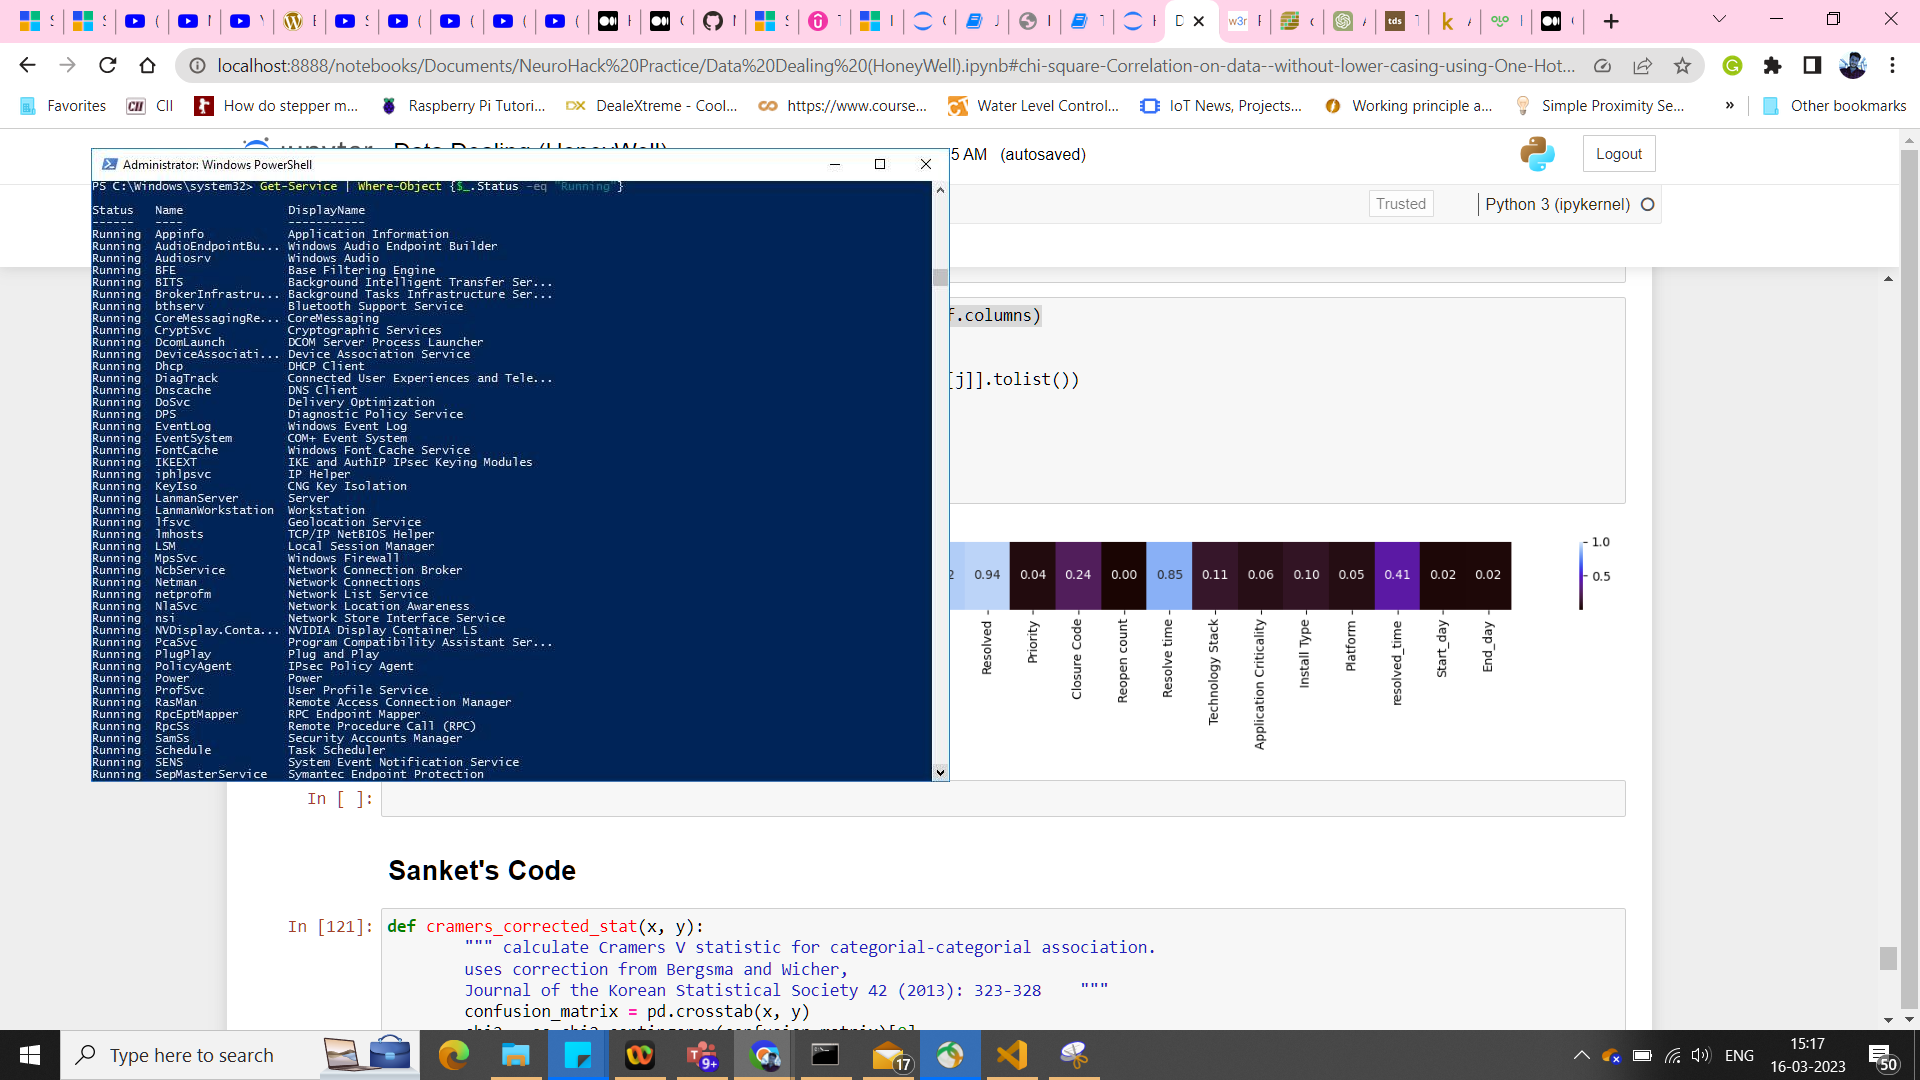 localhost:8888/notebooks/Documents/NeuroHack%20Practice/Data%20Dealing%20(HoneyWell).ipynb#chi-square-Correlation-on-data--without-lower-casing-using-One-Hot...
Favorites
CII
How do stepper m...
Raspberry Pi Tutori...
DealeXtreme - Cool...
https://www.course...
Water Level Control...
IoT News, Projects...
Working principle a...
Simple Proximity Se...
»
Other bookmarks
5 AM (autosaved)
Logout
Administrator: Windows PowerShell
Trusted
Python 3 (ipykernel)
PS C:\Windows\system32> Get-Service | Where-Object {$_.Status -eq "Running"}
Status Name DisplayName
------ ---- -----------
Running Appinfo Application Information
Running AudioEndpointBu... Windows Audio Endpoint Builder
Running Audiosrv Windows Audio
Running BFE Base Filtering Engine
Running BITS Background Intelligent Transfer Ser...
Running BrokerInfrastru... Background Tasks Infrastructure Ser...
Running bthserv Bluetooth Support Service
Running CoreMessagingRe... CoreMessaging
Running CryptSvc Cryptographic Services
Running DcomLaunch DCOM Server Process Launcher
Running DeviceAssociati... Device Association Service
Running Dhcp DHCP Client
Running DiagTrack Connected User Experiences and Tele...
Running Dnscache DNS Client
Running DoSvc Delivery Optimization
Running DPS Diagnostic Policy Service
Running EventLog Windows Event Log
Running EventSystem COM+ Event System
Running FontCache Windows Font Cache Service
Running IKEEXT IKE and AuthIP IPsec Keying Modules
Running iphlpsvc IP Helper
Running KeyIso CNG Key Isolation
Running LanmanServer Server
Running LanmanWorkstation Workstation
Running lfsvc Geolocation Service
Running lmhosts TCP/IP NetBIOS Helper
Running LSM Local Session Manager
Running MpsSvc Windows Firewall
Running NcbService Network Connection Broker
Running Netman Network Connections
Running netprofm Network List Service
Running NlaSvc Network Location Awareness
Running nsi Network Store Interface Service
Running NVDisplay.Conta... NVIDIA Display Container LS
Running PcaSvc Program Compatibility Assistant Ser...
Running PlugPlay Plug and Play
Running PolicyAgent IPsec Policy Agent
Running Power Power
Running ProfSvc User Profile Service
Running RasMan Remote Access Connection Manager
Running RpcEptMapper RPC Endpoint Mapper
Running RpcSs Remote Procedure Call (RPC)
Running SamSs Security Accounts Manager
Running Schedule Task Scheduler
Running SENS System Event Notification Service
Running SepMasterService Symantec Endpoint Protection
f.columns)
[j]].tolist())
2 0.94 0.04 0.24 0.00 0.85 0.11 0.06 0.10 0.05 0.41 0.02 0.02
1.0
0.5
Resolved
Priority
Closure Code
Reopen count
Resolve time
Technology Stack
Application Criticality
Install Type
Platform
resolved_time
Start_day
End_day
In [ ]:
Sanket's Code
In [121]:
def cramers_corrected_stat(x, y):
""" calculate Cramers V statistic for categorial-categorial association.
uses correction from Bergsma and Wicher,
Journal of the Korean Statistical Society 42 (2013): 323-328 """
confusion_matrix = pd.crosstab(x, y)
Type here to search
9+
17
ENG
15:17
16-03-2023
50